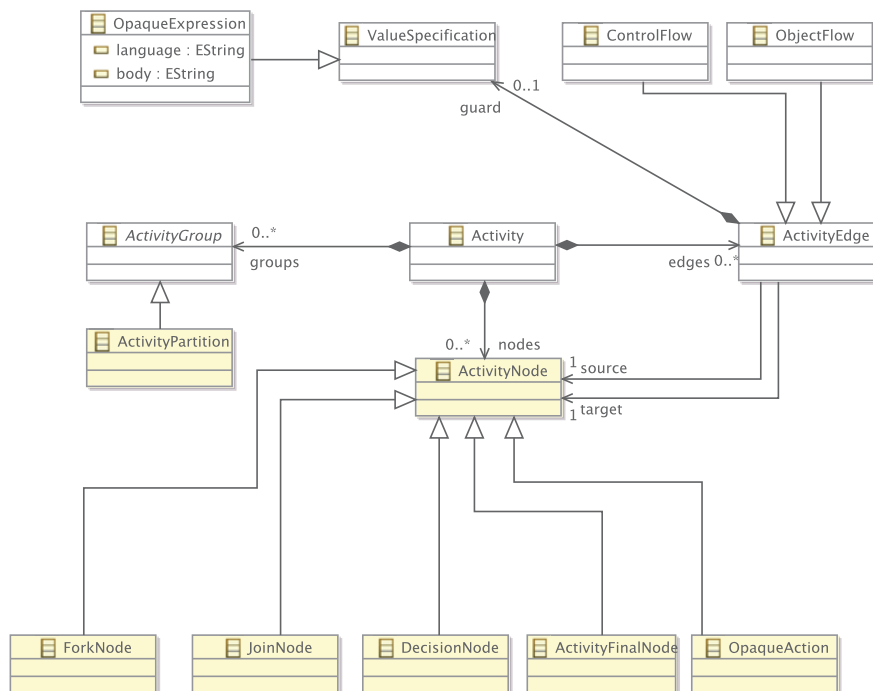 OpaqueExpression
language : EString
body : EString
ValueSpecification
ControlFlow
ObjectFlow
0..1
guard
ActivityGroup
0..*
groups
Activity
edges 0..*
ActivityEdge
ActivityPartition
0..* nodes
ActivityNode
1 source
1 target
ForkNode
JoinNode
DecisionNode
ActivityFinalNode
OpaqueAction